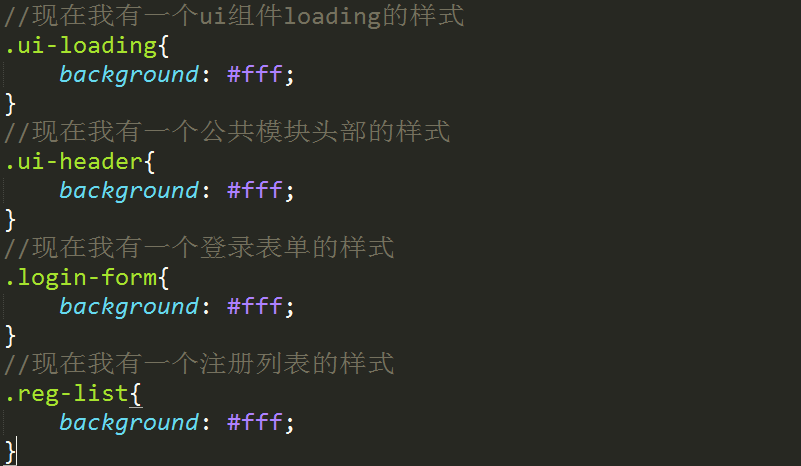 //现在我有一个ui组件loading的样式
.ui-loading{
    background: #fff;
}
//现在我有一个公共模块头部的样式
.ui-header{
    background: #fff;
}
//现在我有一个登录表单的样式
.login-form{
    background: #fff;
}
//现在我有一个注册列表的样式
.reg-list{
    background: #fff;
}